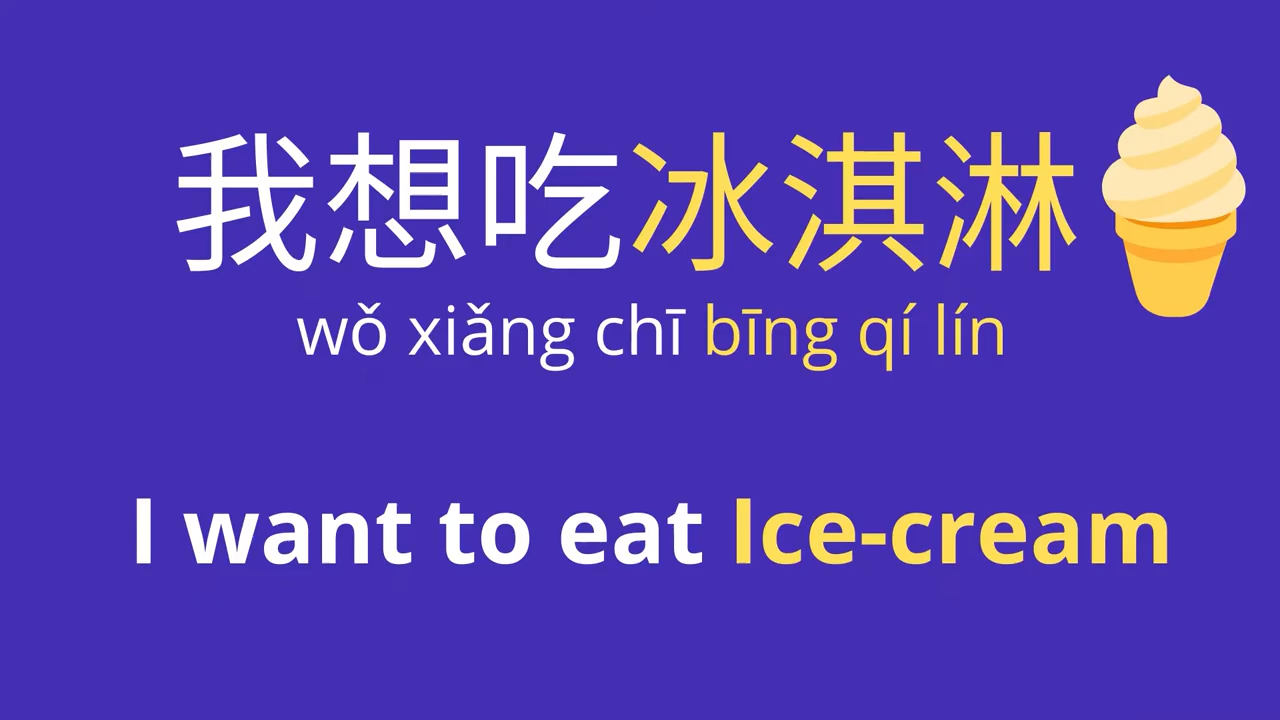 我想吃冰淇淋
wǒ xiǎng chī bīng qí lín
I want to eat Ice-cream